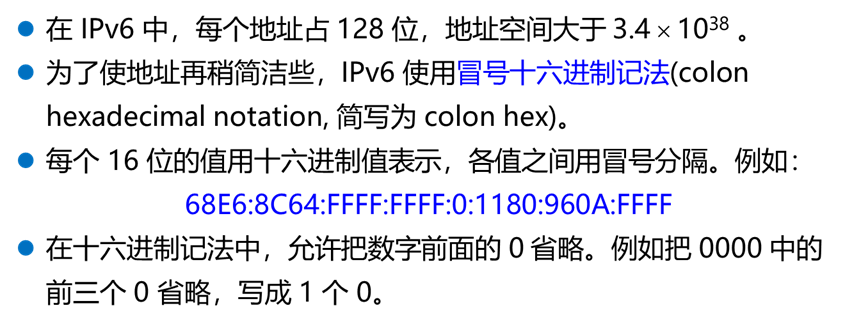 ● 在 IPv6 中，每个地址占 128 位，地址空间大于 3.4 × 10³⁸ 。
● 为了使地址再稍简洁些，IPv6 使用冒号十六进制记法(colon
hexadecimal notation, 简写为 colon hex)。
● 每个 16 位的值用十六进制值表示，各值之间用冒号分隔。例如：
68E6:8C64:FFFF:FFFF:0:1180:960A:FFFF
● 在十六进制记法中，允许把数字前面的 0 省略。例如把 0000 中的
前三个 0 省略，写成 1 个 0。